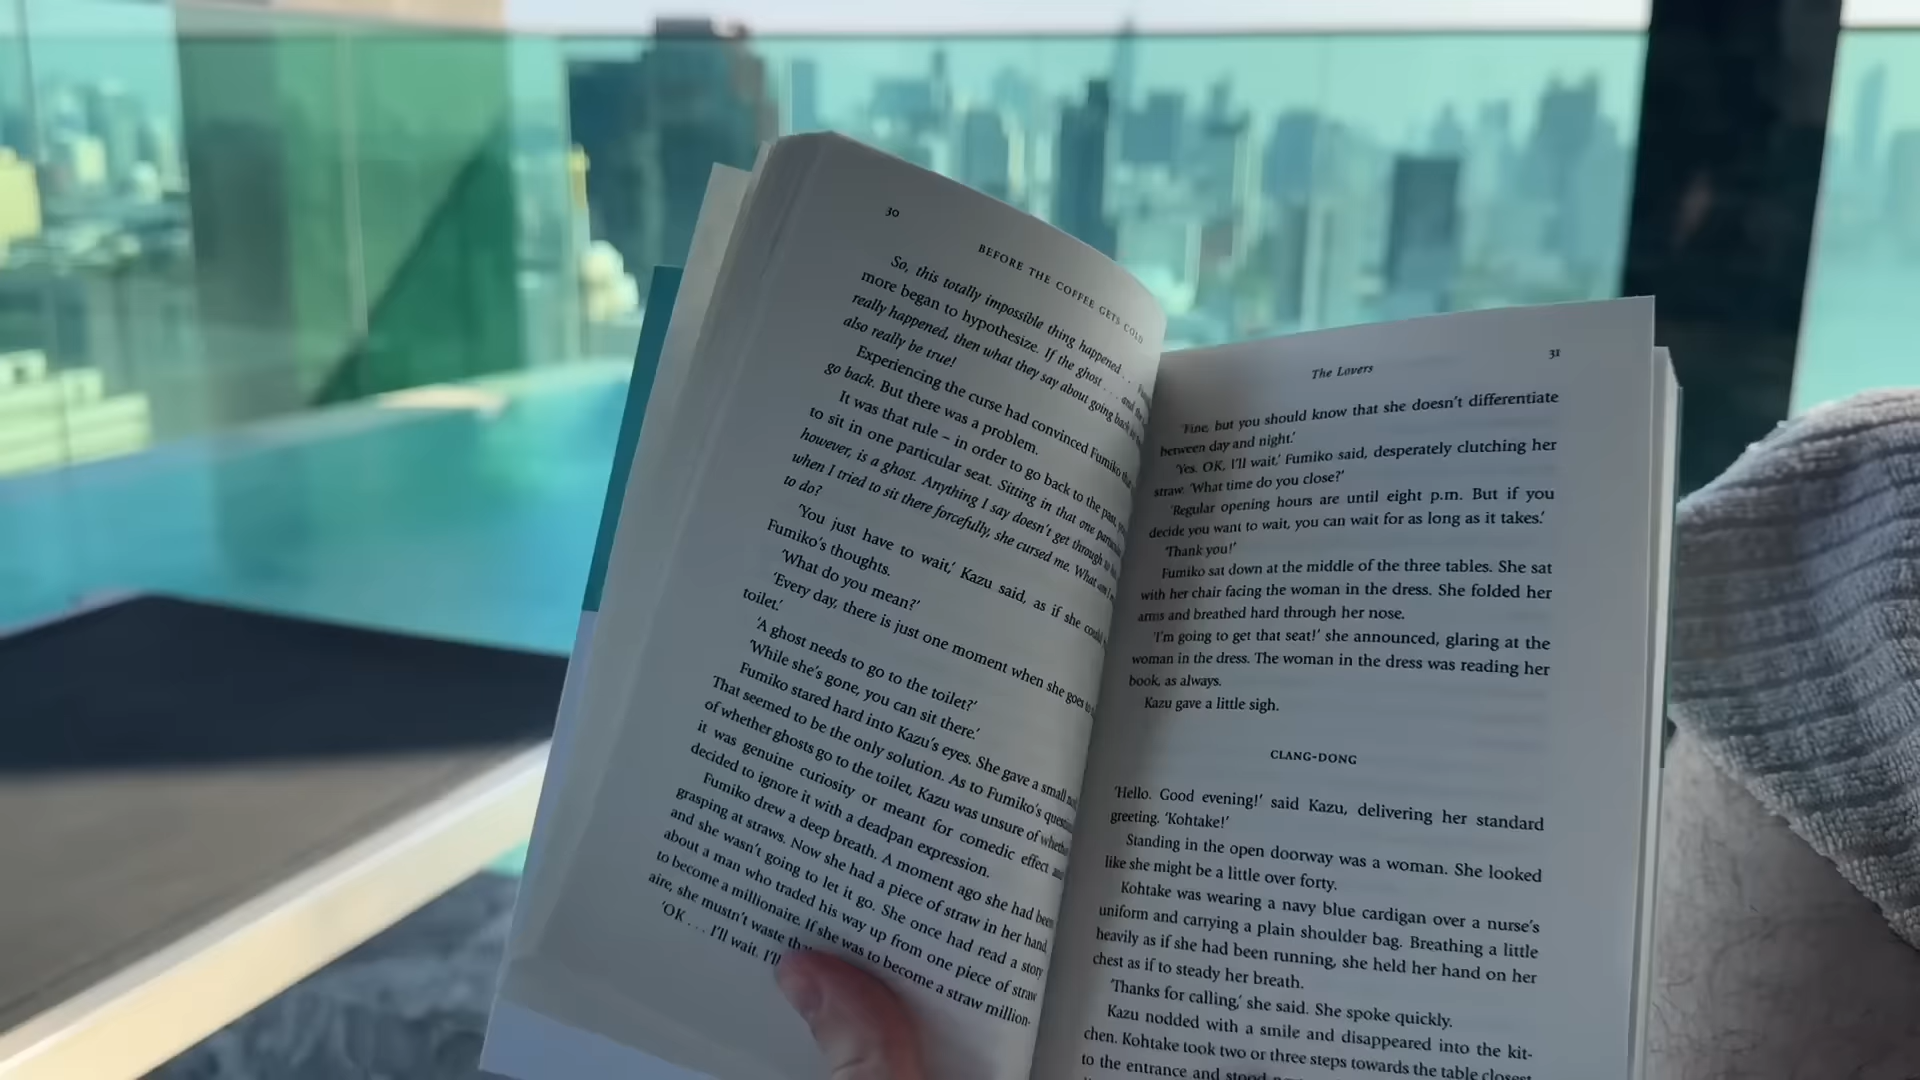 30
BEFORE THE COFFEE GETS COLD
So, this totally impossible thing happened . .
more began to hypothesize. If the ghost . . . and the
really happened, then what they say about going back
also really be true!
Experiencing the curse had convinced Fumiko
go back. But there was a problem.
It was that rule – in order to go back to the past,
to sit in one particular seat. Sitting in that one
however, is a ghost. Anything I say doesn't get through to
when I tried to sit there forcefully, she cursed me. What am I
to do?
'You just have to wait,' Kazu said, as if she could
Fumiko's thoughts.
'What do you mean?'
'Every day, there is just one moment when she goes to
toilet.'
'A ghost needs to go to the toilet?'
'While she's gone, you can sit there.'
Fumiko stared hard into Kazu's eyes. She gave a small
That seemed to be the only solution. As to Fumiko's
of whether ghosts go to the toilet, Kazu was unsure of whether
it was genuine curiosity or meant for comedic effect
decided to ignore it with a deadpan expression.
Fumiko drew a deep breath. A moment ago she had been
grasping at straws. Now she had a piece of straw in her hand,
and she wasn't going to let it go. She once had read a story
about a man who traded his way up from one piece of straw
to become a millionaire. If she was to become a straw million-
aire, she mustn't waste
'OK . . . I'll wait. I'll
31
The Lovers
'Fine, but you should know that she doesn't differentiate
between day and night.'
'Yes. OK, I'll wait,' Fumiko said, desperately clutching her
straw. 'What time do you close?'
'Regular opening hours are until eight p.m. But if you
decide you want to wait, you can wait for as long as it takes.'
'Thank you!'
Fumiko sat down at the middle of the three tables. She sat
with her chair facing the woman in the dress. She folded her
arms and breathed hard through her nose.
'I'm going to get that seat!' she announced, glaring at the
woman in the dress. The woman in the dress was reading her
book, as always.
Kazu gave a little sigh.
CLANG-DONG
'Hello. Good evening!' said Kazu, delivering her standard
greeting. 'Kohtake!'
Standing in the open doorway was a woman. She looked
like she might be a little over forty.
Kohtake was wearing a navy blue cardigan over a nurse's
uniform and carrying a plain shoulder bag. Breathing a little
heavily as if she had been running, she held her hand on her
chest as if to steady her breath.
'Thanks for calling,' she said. She spoke quickly.
Kazu nodded with a smile and disappeared into the kit-
chen. Kohtake took two or three steps towards the table closest
to the entrance and stood